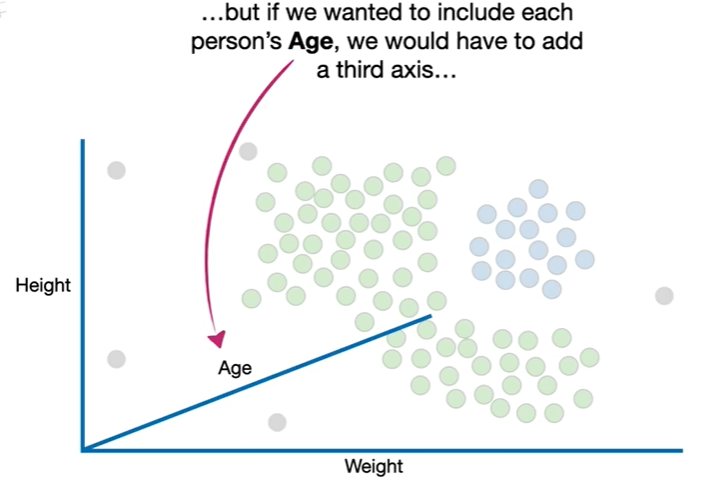 ...but if we wanted to include each
person's Age, we would have to add
a third axis...
Height
Age
Weight